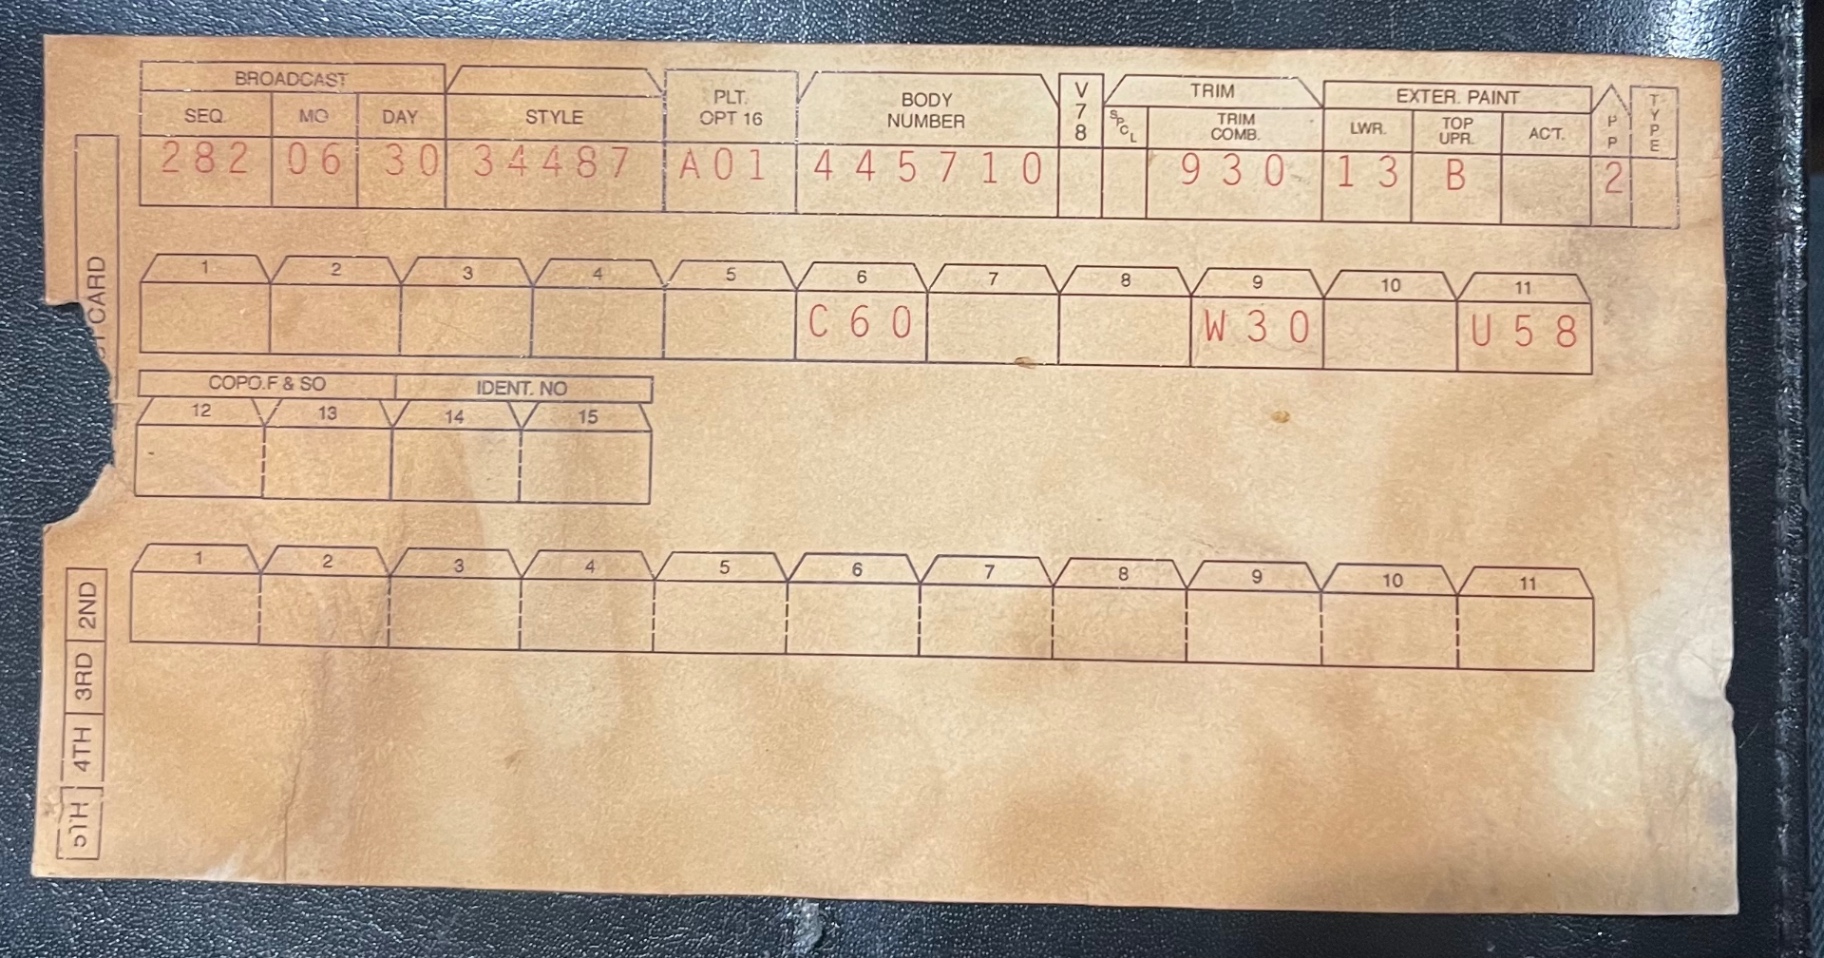 BROADCAST
SEQ. MO DAY STYLE PLT. OPT 16 BODY NUMBER V78 TRIM SPCL TRIM COMB. EXTER. PAINT LWR. TOP UPR. ACT. PP TYPE
282 06 30 34487 A01 445710 930 13 B 2
CARD
1 2 3 4 5 6 7 8 9 10 11
C60 W30 U58
COPO.F & SO IDENT. NO
12 13 14 15
1 2 3 4 5 6 7 8 9 10 11
2ND
3RD
4TH
5TH